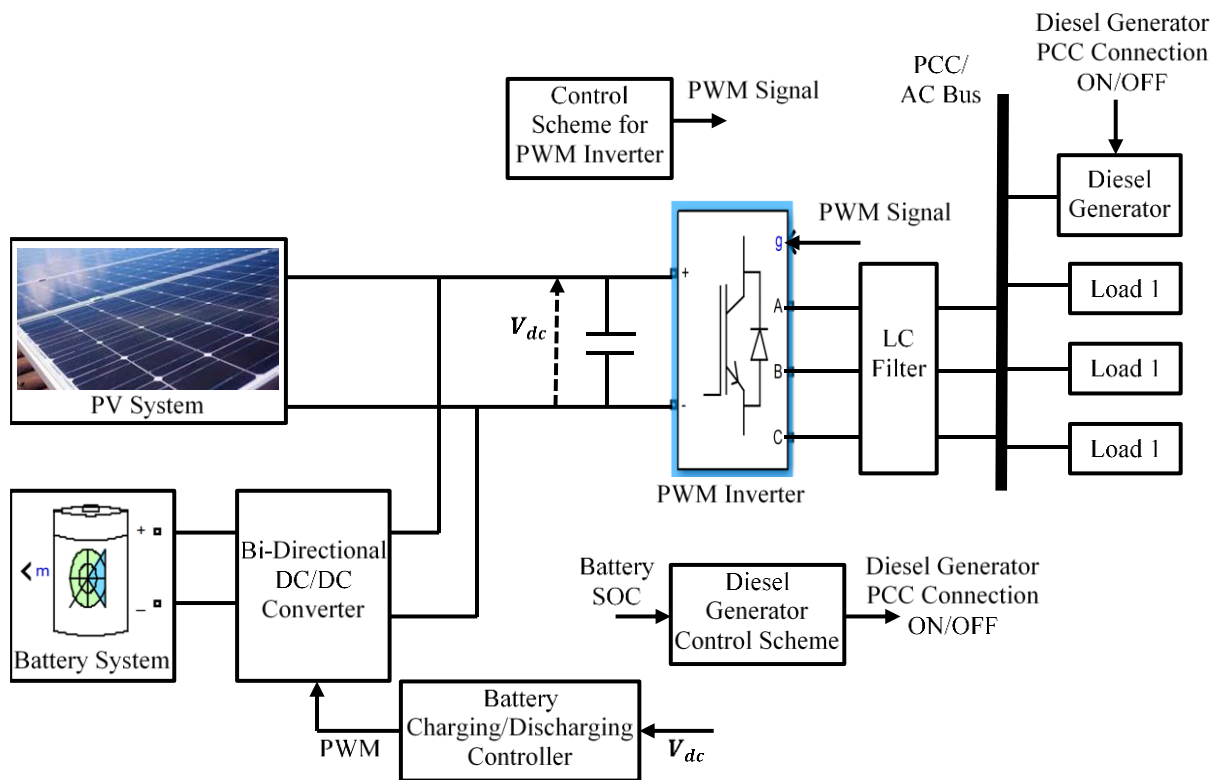 Diesel Generator
PCC Connection
ON/OFF
PCC/
AC Bus
Control
Scheme for
PWM Inverter
PWM Signal
Diesel
Generator
PWM Signal
g
+
A
B
-
C
LC
Filter
Load 1
Load 1
Load 1
V_dc
PV System
PWM Inverter
+
m
–
Battery System
Bi-Directional
DC/DC
Converter
Battery
SOC
Diesel
Generator
Control Scheme
Diesel Generator
PCC Connection
ON/OFF
PWM
Battery
Charging/Discharging
Controller
V_dc